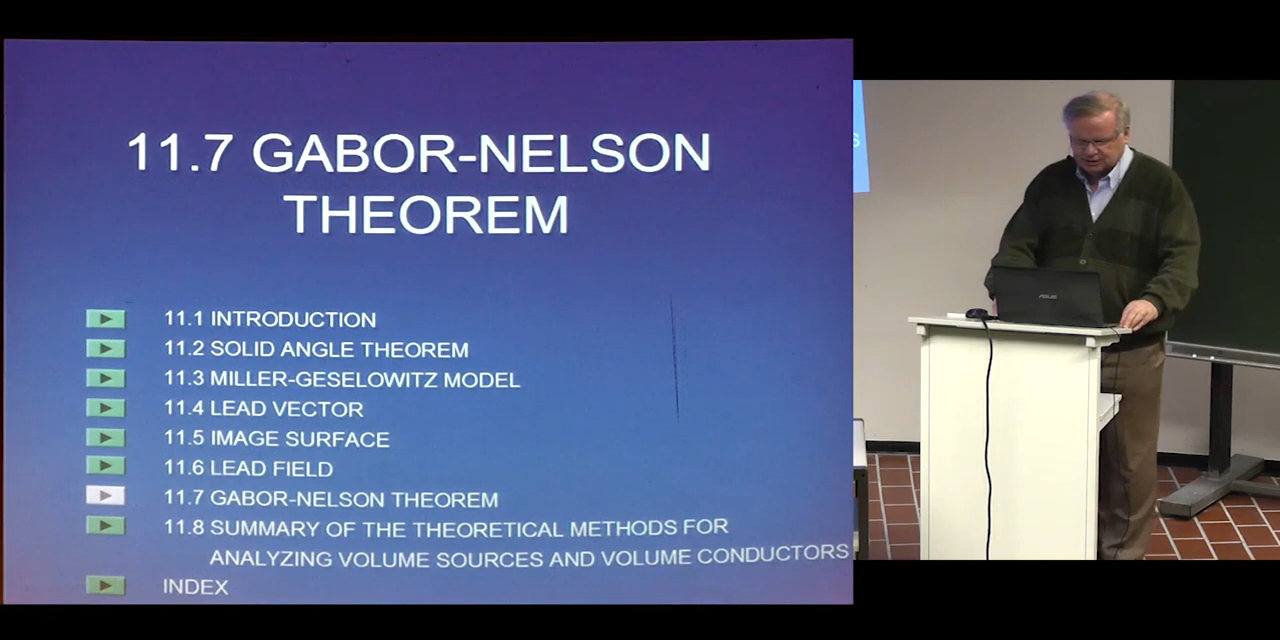 11.7 GABOR-NELSON
THEOREM
11.1 INTRODUCTION
11.2 SOLID ANGLE THEOREM
11.3 MILLER-GESELOWITZ MODEL
11.4 LEAD VECTOR
11.5 IMAGE SURFACE
11.6 LEAD FIELD
11.7 GABOR-NELSON THEOREM
11.8 SUMMARY OF THE THEORETICAL METHODS FOR
ANALYZING VOLUME SOURCES AND VOLUME CONDUCTORS
INDEX
S
ASUS